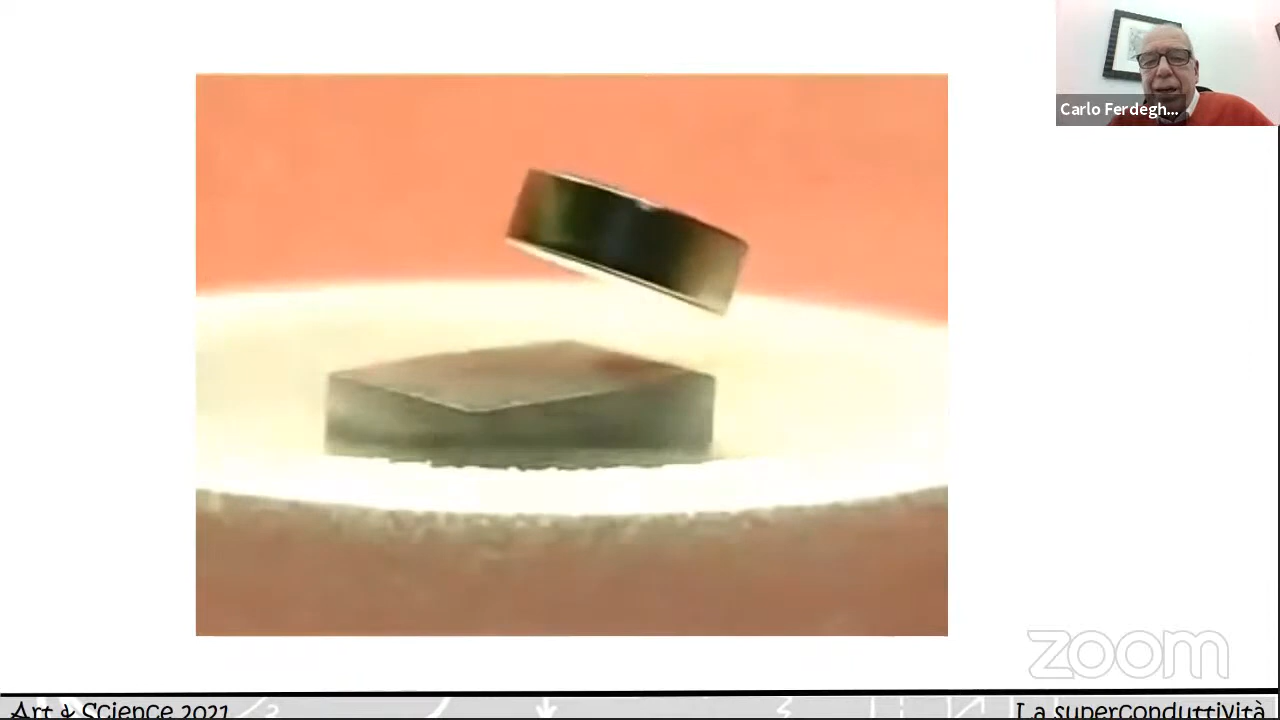 Carlo Ferdegh...
zoom
Art & Science 2021
La superconduttività